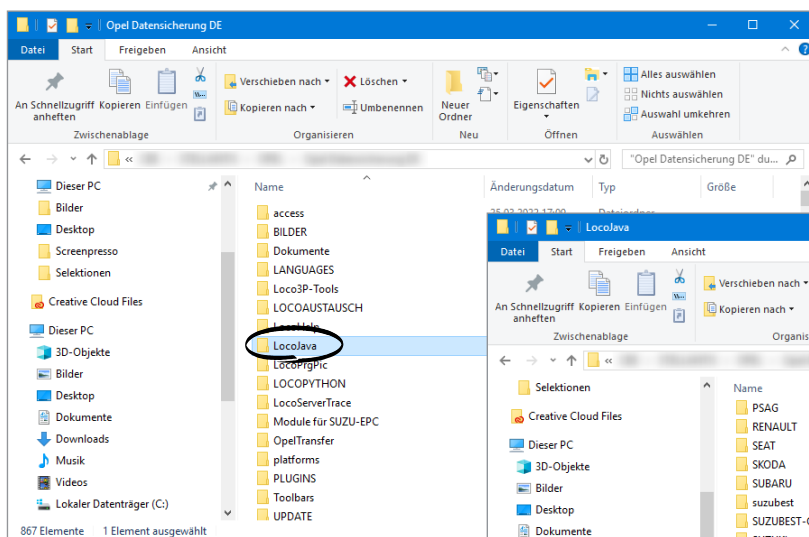 Opel Datensicherung DE
Datei Start Freigeben Ansicht
An Schnellzugriff anheften
Kopieren
Einfügen
Zwischenablage
Verschieben nach
Kopieren nach
Löschen
Umbenennen
Organisieren
Neuer Ordner
Neu
Eigenschaften
Öffnen
Alles auswählen
Nichts auswählen
Auswahl umkehren
Auswählen
«
"Opel Datensicherung DE" du...
Dieser PC
Bilder
Desktop
Screenpresso
Selektionen
Creative Cloud Files
Dieser PC
3D-Objekte
Bilder
Desktop
Dokumente
Downloads
Musik
Videos
Lokaler Datenträger (C:)
Name Änderungsdatum Typ Größe
access
BILDER
Dokumente
LANGUAGES
Loco3P-Tools
LOCOAUSTAUSCH
LocoHelp
LocoJava
LocoPrgPic
LOCOPYTHON
LocoServerTrace
Module für SUZU-EPC
OpelTransfer
platforms
PLUGINS
Toolbars
UPDATE
867 Elemente 1 Element ausgewählt
LocoJava
Datei Start Freigeben Ansicht
An Schnellzugriff anheften
Kopieren
Einfügen
Zwischenablage
Verschieben nach
Kopieren nach
Organis
«
Selektionen
Creative Cloud Files
Dieser PC
3D-Objekte
Bilder
Desktop
Dokumente
Name
PSAG
RENAULT
SEAT
SKODA
SUBARU
suzubest
SUZUBEST-